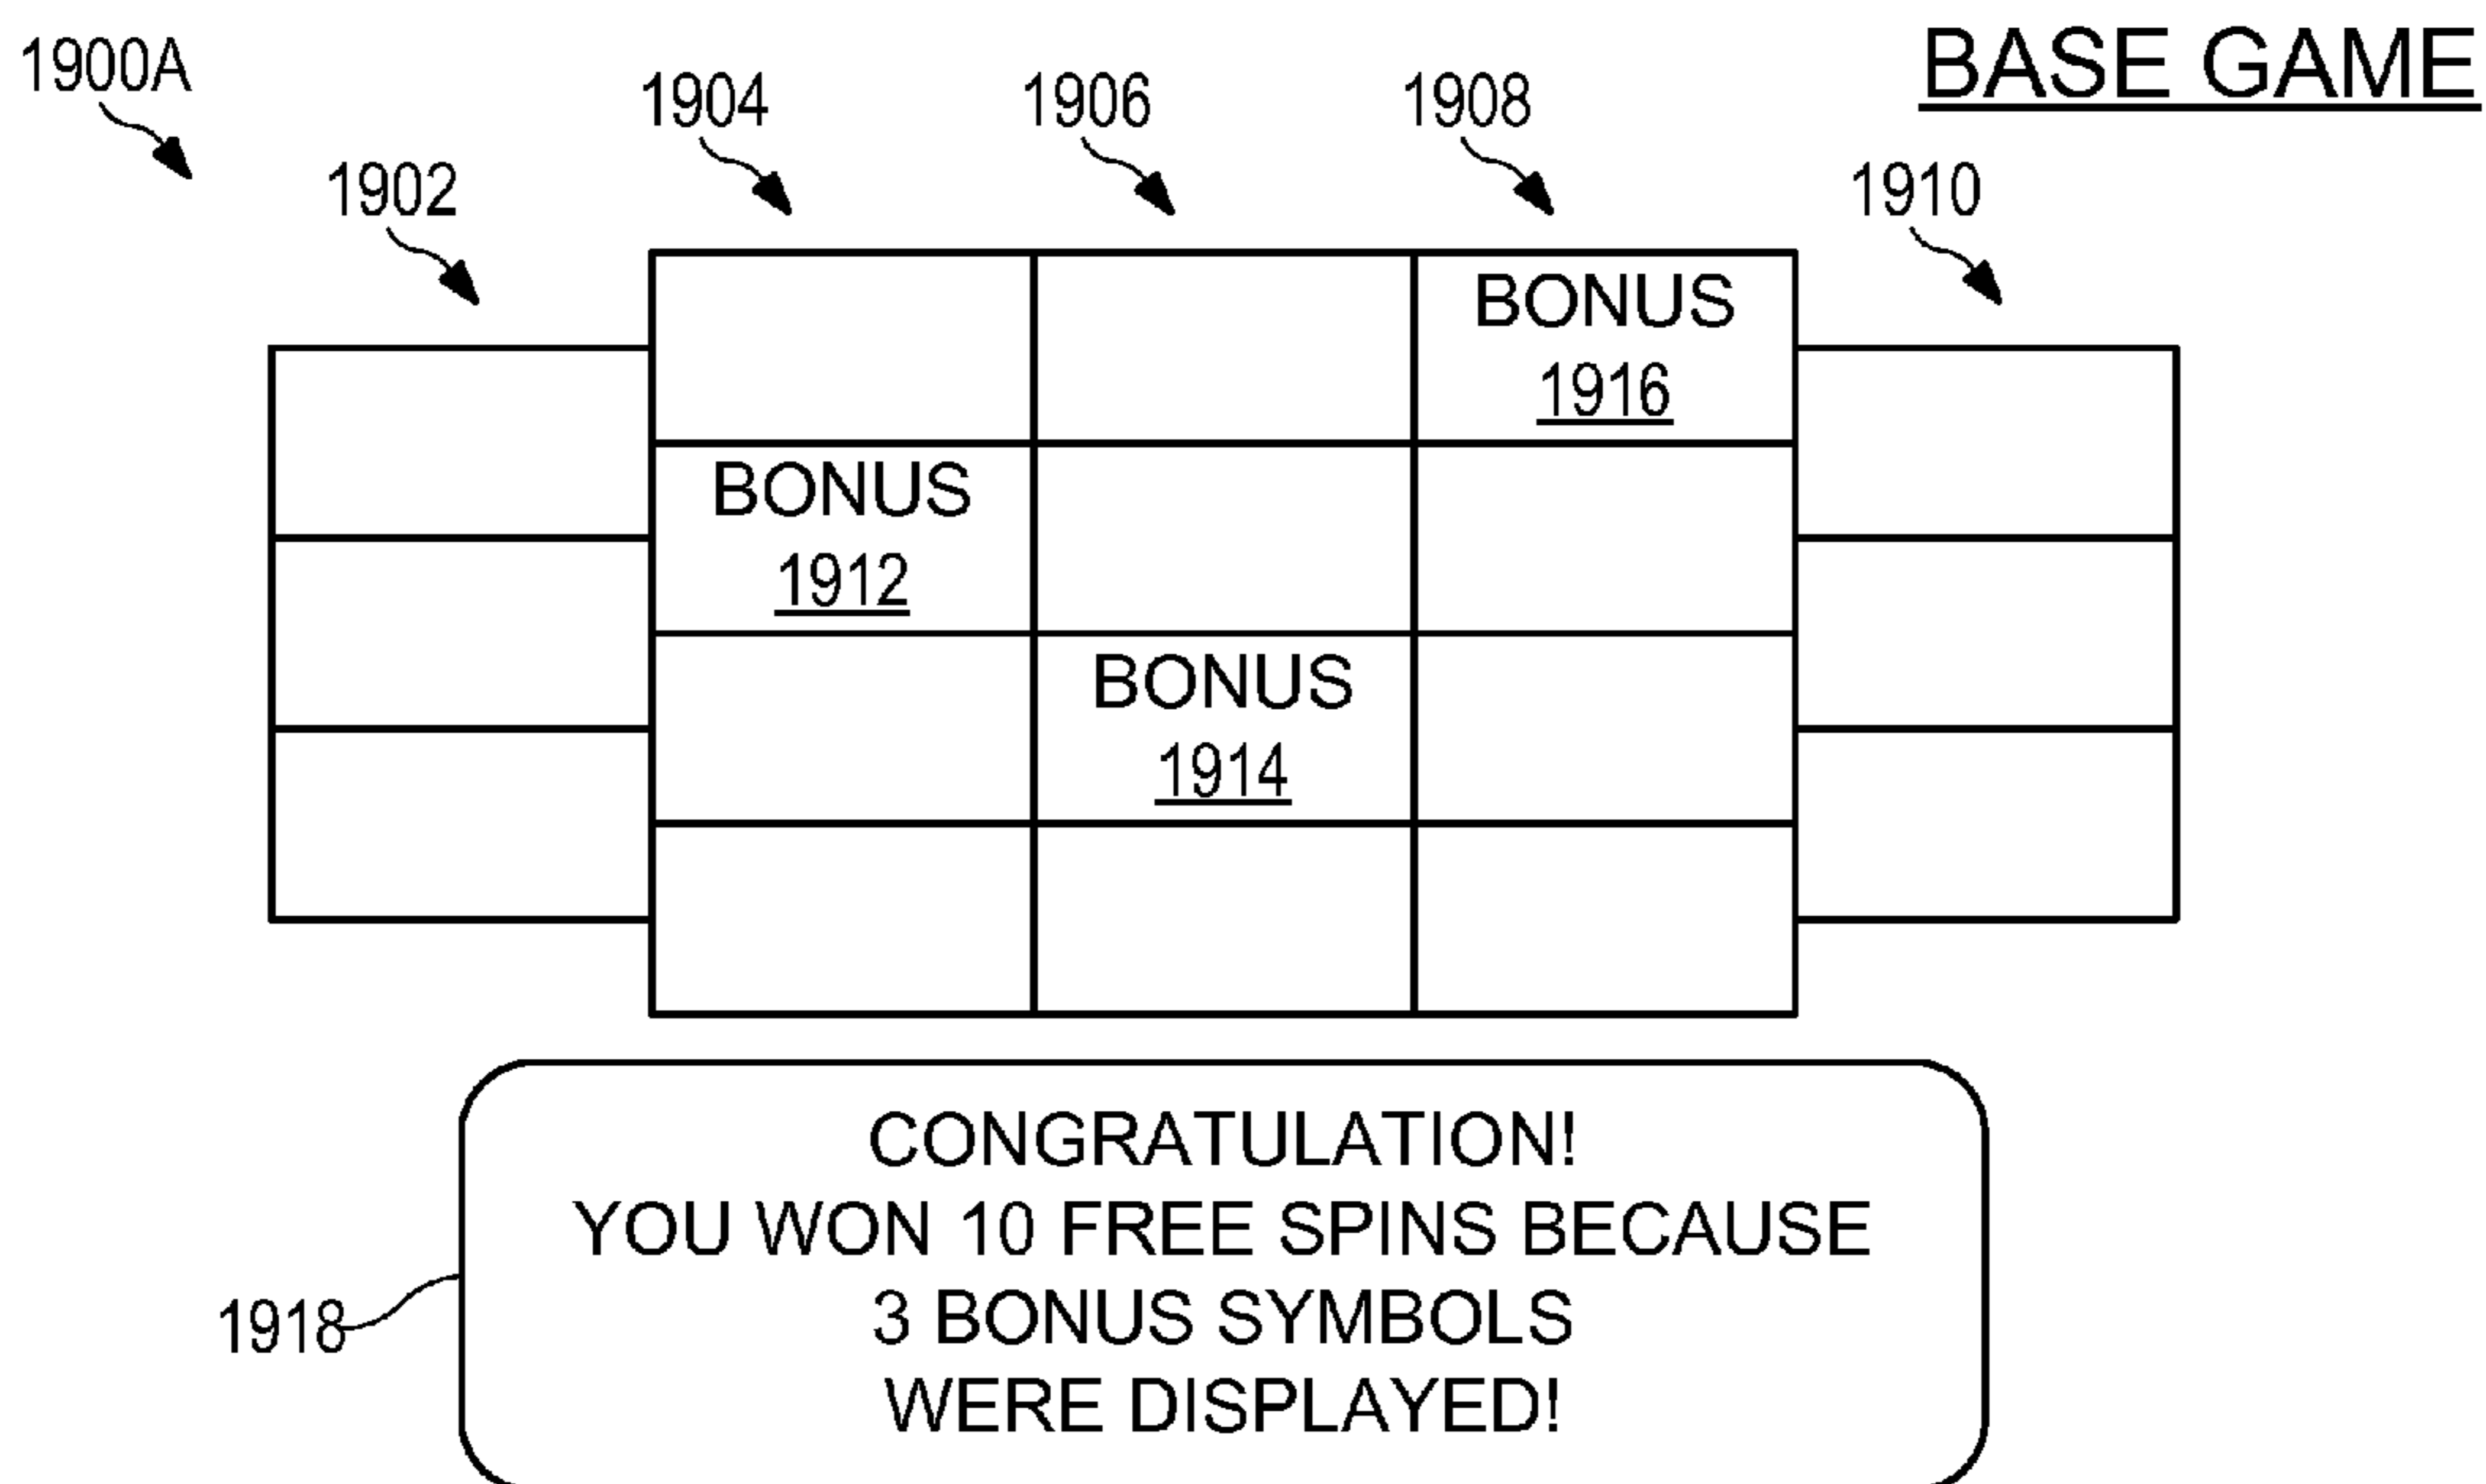 1900A
BASE GAME
1904
1906
1908
1902
1910
BONUS
1916
BONUS
1912
BONUS
1914
CONGRATULATION!
YOU WON 10 FREE SPINS BECAUSE
3 BONUS SYMBOLS
WERE DISPLAYED!
1918